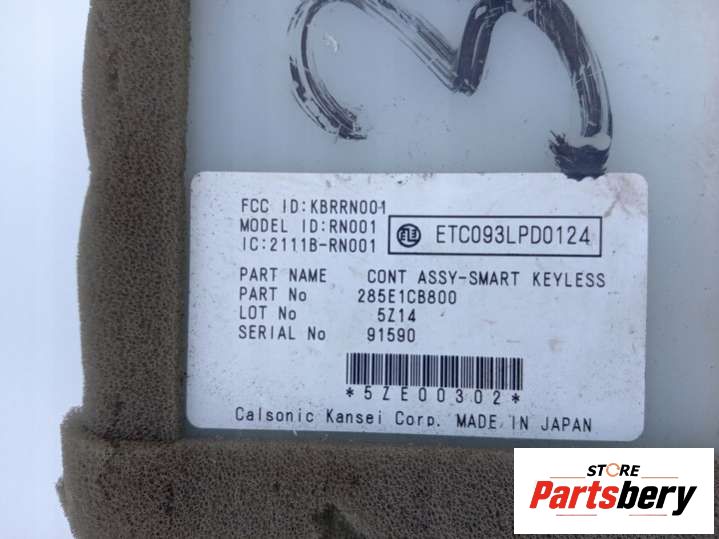 3
FCC ID:KBRRN001
MODEL ID:RN001
IC:2111B-RN001
ETC093LPD0124
PART NAME CONT ASSY-SMART KEYLESS
PART No 285E1CB800
LOT No 5Z14
SERIAL No 91590
*5ZE00302*
Calsonic Kansei Corp. MADE IN JAPAN
STORE
Partsbery